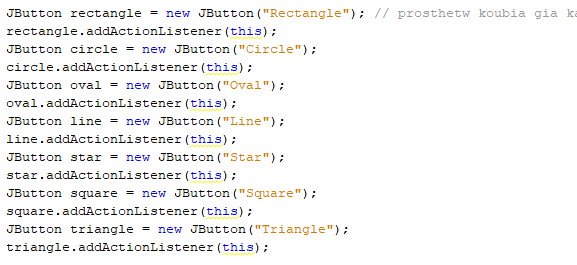 JButton rectangle = new JButton("Rectangle"); // prosthetw koubia gia
rectangle.addActionListener(this);
JButton circle = new JButton("Circle");
circle.addActionListener(this);
JButton oval = new JButton("Oval");
oval.addActionListener(this);
JButton line = new JButton("Line");
line.addActionListener(this);
JButton star = new JButton("Star");
star.addActionListener(this);
JButton square = new JButton("Square");
square.addActionListener(this);
JButton triangle = new JButton("Triangle");
triangle.addActionListener(this);